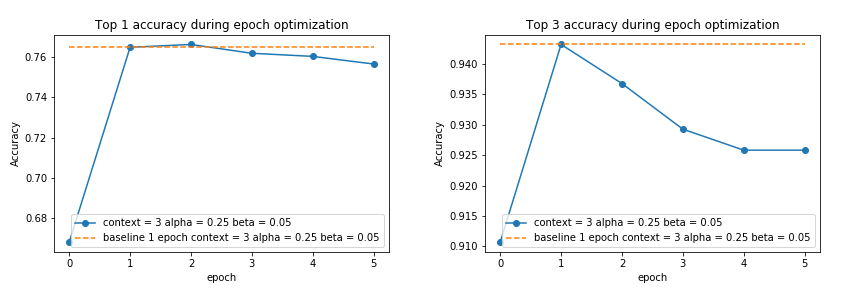 Top 1 accuracy during epoch optimization
Accuracy
0.76
0.74
0.72
0.70
0.68
context = 3 alpha = 0.25 beta = 0.05
baseline 1 epoch context = 3 alpha = 0.25 beta = 0.05
0 1 2 3 4 5
epoch
Top 3 accuracy during epoch optimization
Accuracy
0.940
0.935
0.930
0.925
0.920
0.915
0.910
context = 3 alpha = 0.25 beta = 0.05
baseline 1 epoch context = 3 alpha = 0.25 beta = 0.05
0 1 2 3 4 5
epoch